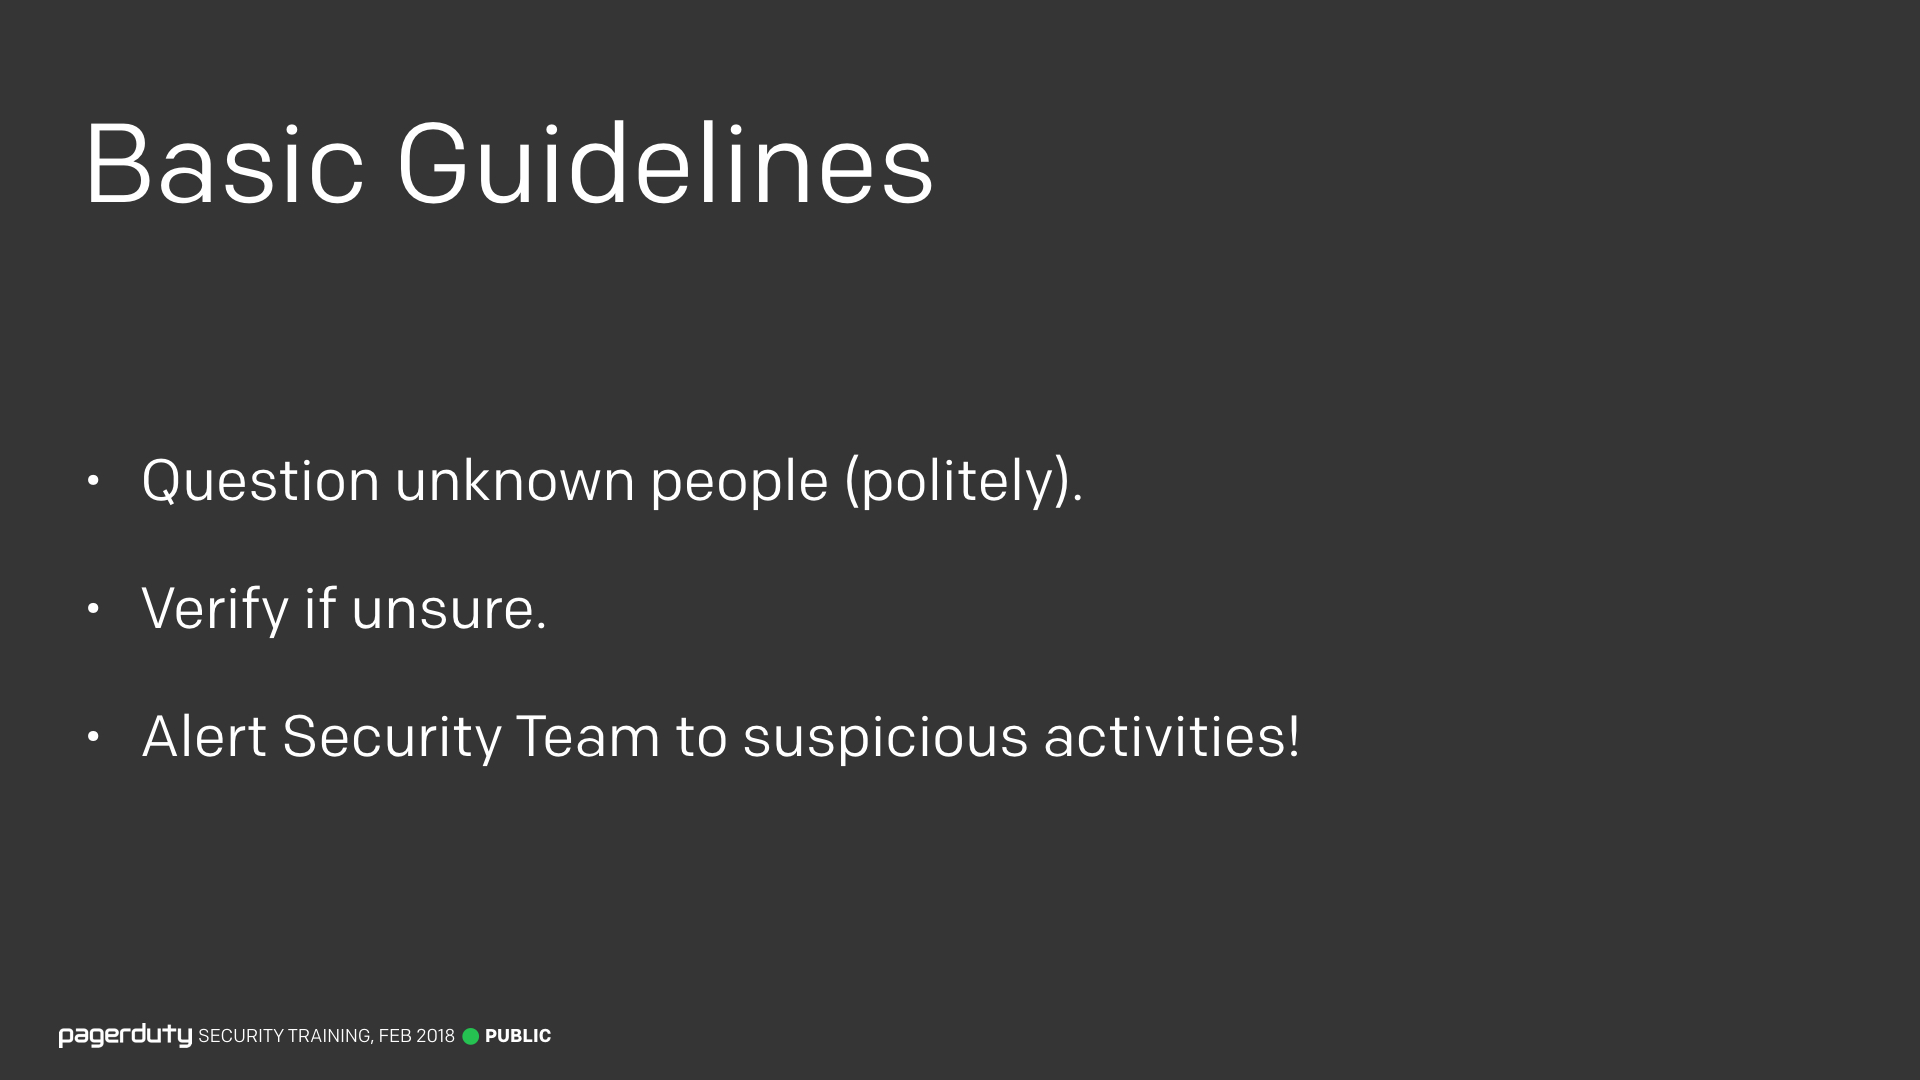 Basic Guidelines
• Question unknown people (politely).
• Verify if unsure.
• Alert Security Team to suspicious activities!
pagerduty SECURITY TRAINING, FEB 2018 PUBLIC